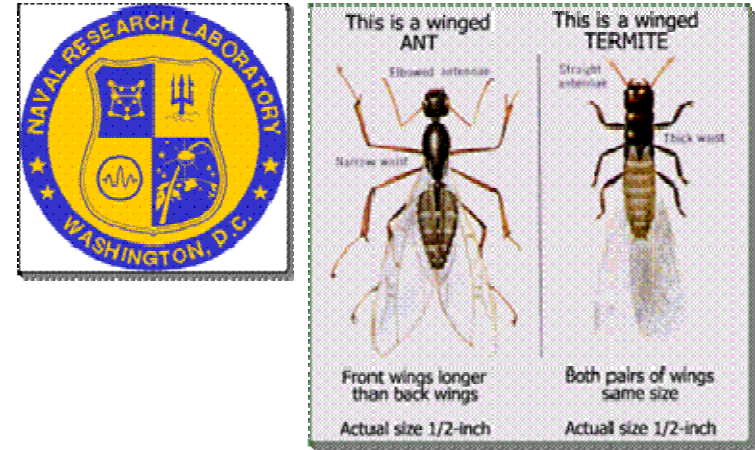 NAVAL RESEARCH LABORATORY
WASHINGTON, D.C.
This is a winged
ANT
Elbowed antennae
Narrow waist
Front wings longer
than back wings
Actual size 1/2-inch
This is a winged
TERMITE
Straight
antennae
Thick waist
Both pairs of wings
same size
Actual size 1/2-inch